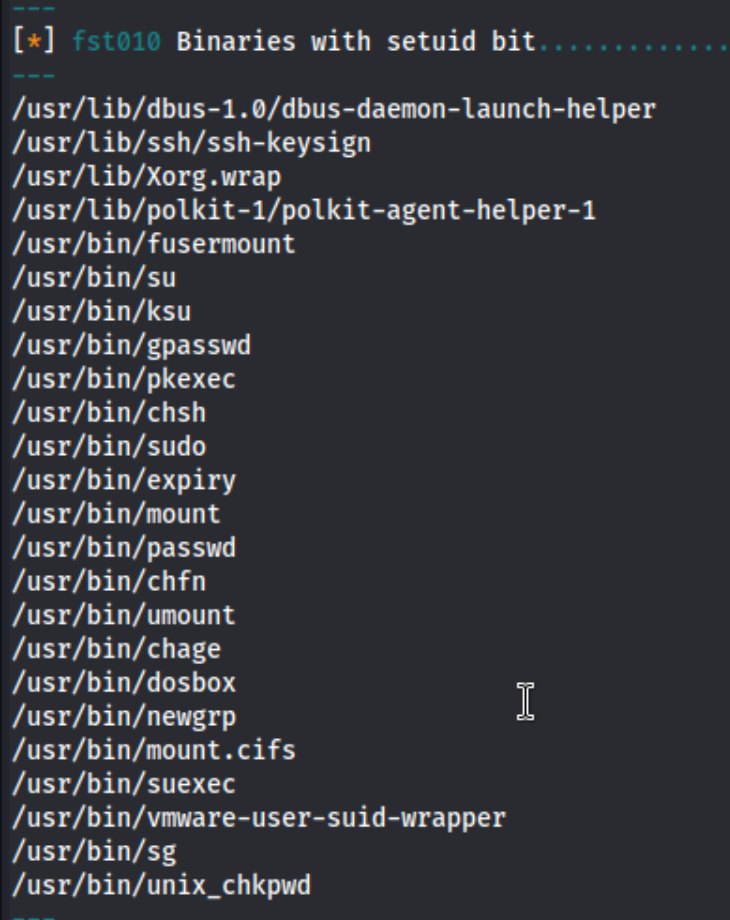 ---
[*] fst010 Binaries with setuid bit.............
---
/usr/lib/dbus-1.0/dbus-daemon-launch-helper
/usr/lib/ssh/ssh-keysign
/usr/lib/Xorg.wrap
/usr/lib/polkit-1/polkit-agent-helper-1
/usr/bin/fusermount
/usr/bin/su
/usr/bin/ksu
/usr/bin/gpasswd
/usr/bin/pkexec
/usr/bin/chsh
/usr/bin/sudo
/usr/bin/expiry
/usr/bin/mount
/usr/bin/passwd
/usr/bin/chfn
/usr/bin/umount
/usr/bin/chage
/usr/bin/dosbox
/usr/bin/newgrp
/usr/bin/mount.cifs
/usr/bin/suexec
/usr/bin/vmware-user-suid-wrapper
/usr/bin/sg
/usr/bin/unix_chkpwd
---